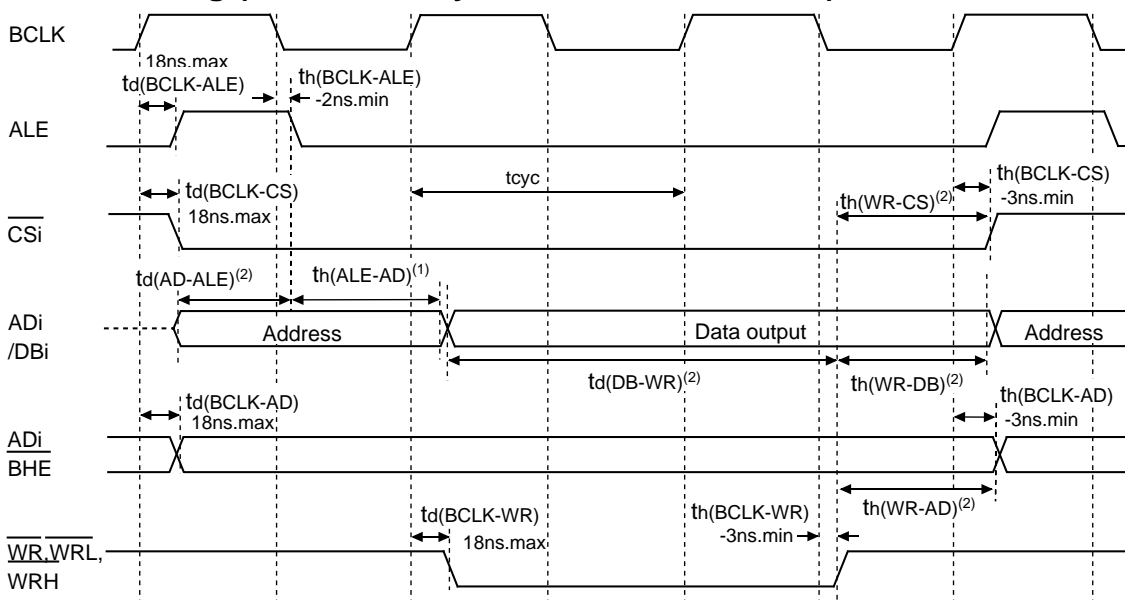 BCLK
18ns.max
td(BCLK-ALE)
th(BCLK-ALE)
-2ns.min
ALE
tcyc
td(BCLK-CS)
18ns.max
th(BCLK-CS)
-3ns.min
th(WR-CS)(2)
CSi
td(AD-ALE)(2)
th(ALE-AD)(1)
ADi
/DBi
Address
Data output
Address
td(DB-WR)(2)
th(WR-DB)(2)
td(BCLK-AD)
18ns.max
th(BCLK-AD)
-3ns.min
ADi
BHE
th(WR-AD)(2)
td(BCLK-WR)
18ns.max
th(BCLK-WR)
-3ns.min
WR,WRL,
WRH